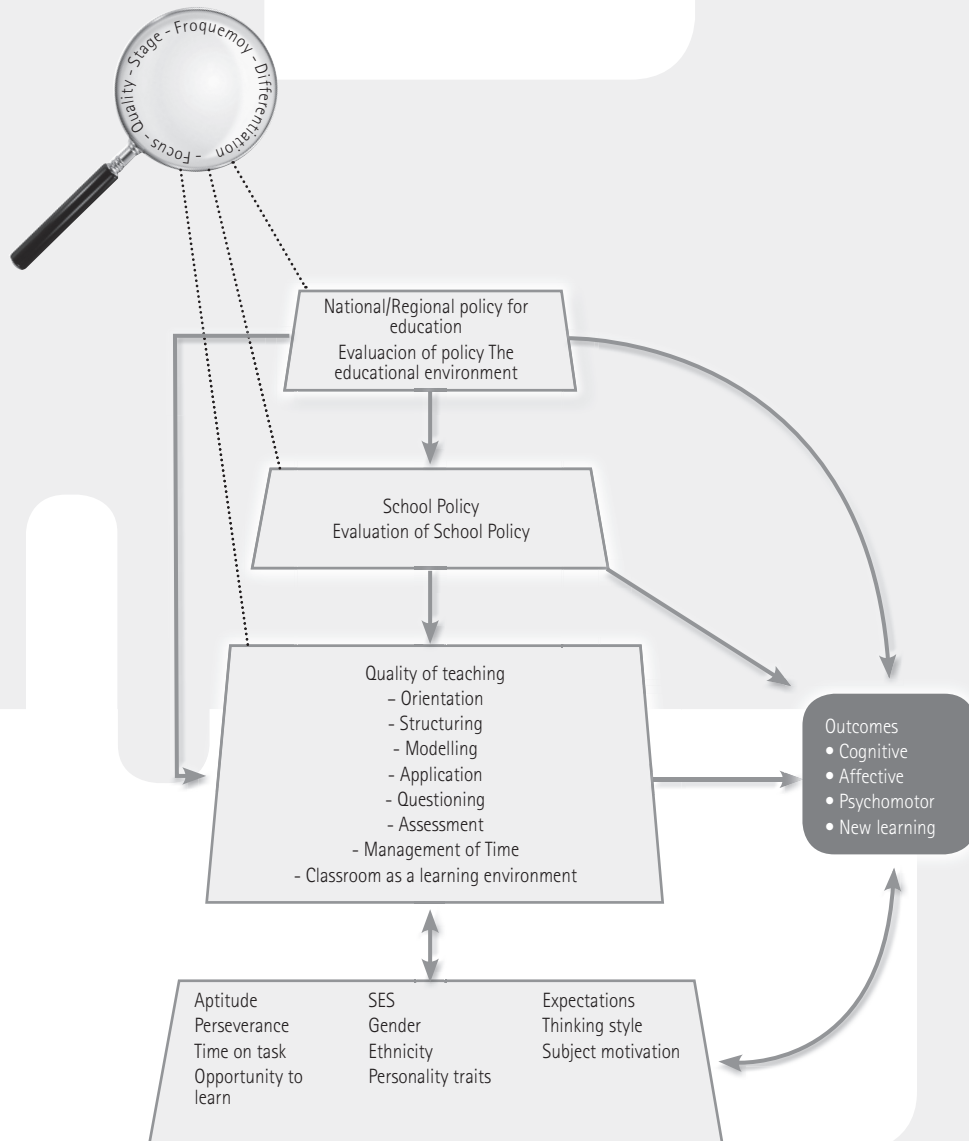 Focus - Quality - Stage - Froquemoy - Differentiation -
National/Regional policy for
education
Evaluacion of policy The
educational environment
School Policy
Evaluation of School Policy
Quality of teaching
– Orientation
- Structuring
- Modelling
- Application
- Questioning
- Assessment
- Management of Time
- Classroom as a learning environment
Outcomes
• Cognitive
• Affective
• Psychomotor
• New learning
Aptitude
Perseverance
Time on task
Opportunity to
learn
SES
Gender
Ethnicity
Personality traits
Expectations
Thinking style
Subject motivation